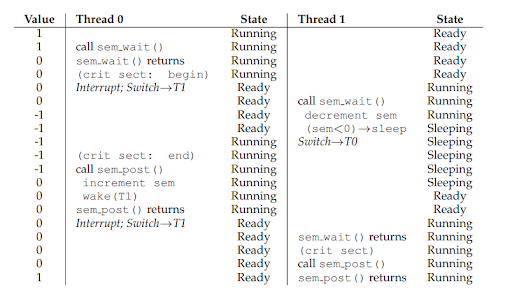 Value Thread 0 State Thread 1 State
1 Running Ready
1 call sem_wait() Running Ready
0 sem_wait() returns Running Ready
0 (crit sect: begin) Running Ready
0 Interrupt; Switch→T1 Ready Running
0 Ready call sem_wait() Running
-1 Ready decrement sem Running
-1 Ready (sem<0)→sleep Sleeping
-1 Running Switch→T0 Sleeping
-1 (crit sect: end) Running Sleeping
-1 call sem_post() Running Sleeping
0 increment sem Running Sleeping
0 wake(T1) Running Ready
0 sem_post() returns Running Ready
0 Interrupt; Switch→T1 Ready Running
0 Ready sem_wait() returns Running
0 Ready (crit sect) Running
0 Ready call sem_post() Running
1 Ready sem_post() returns Running